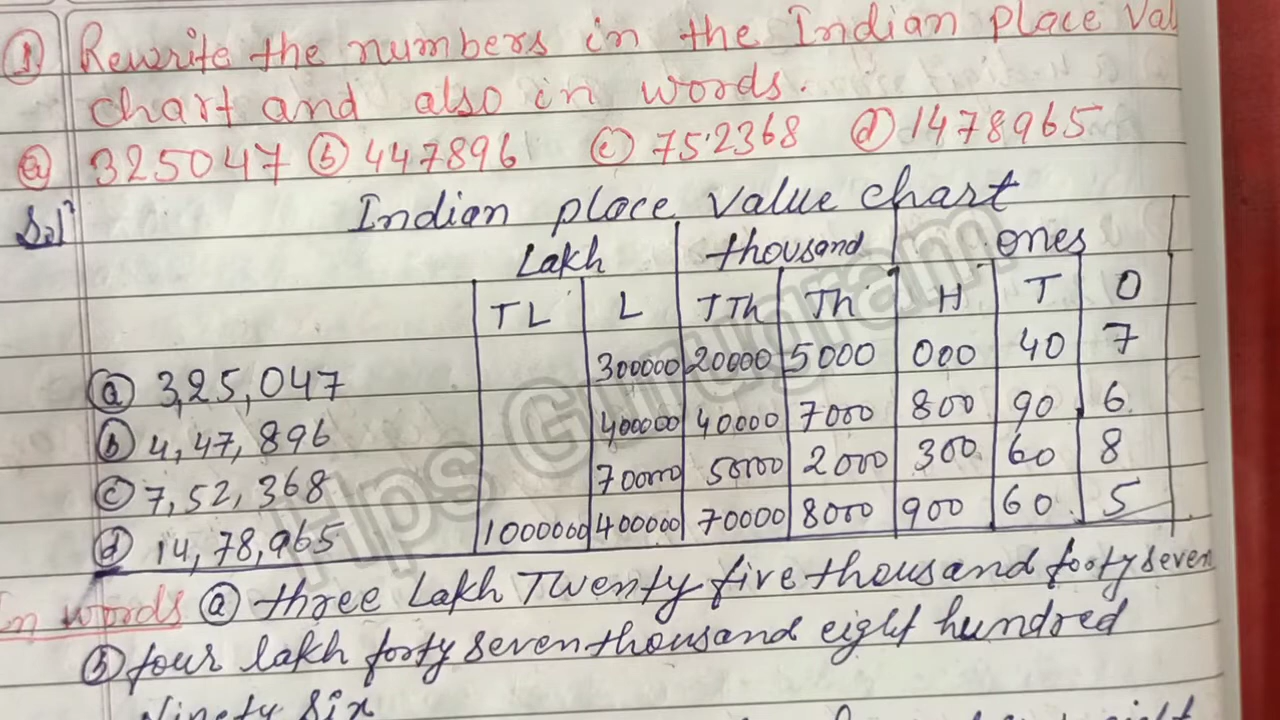 ① Rewrite the numbers in the Indian place Val
chart and also in words.
ⓐ 325047 ⓑ 447896 ⓒ 752368 ⓓ 1478965
Solⁿ Indian place value chart
Lakh thousand ones
TL L TTh Th H T O
ⓐ 3,25,047 300000 20000 5000 000 40 7
ⓑ 4,47,896 400000 40000 7000 800 90 6
ⓒ 7,52,368 700000 50000 2000 300 60 8
ⓓ 14,78,965 1000000 400000 70000 8000 900 60 5
In words ⓐ three Lakh Twenty five thousand forty seven
ⓑ four lakh forty seven thousand eight hundred
Ninety six
Hps Gurugram